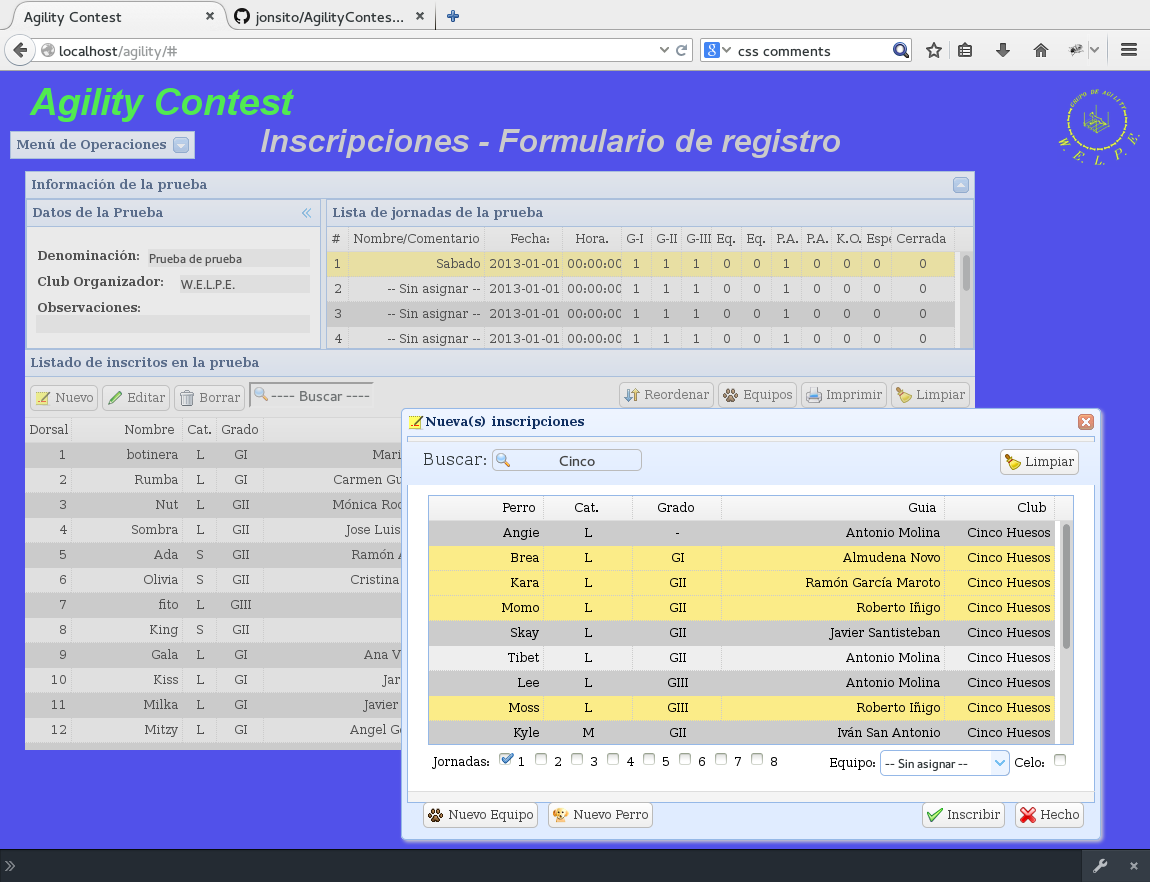 Agility Contest
jonsito/AgilityContes...
localhost/agility/#
css comments
Agility Contest
GRUPO DE AGILITY
W.E.L.P.E.
Menú de Operaciones
Inscripciones - Formulario de registro
Información de la prueba
Datos de la Prueba
Lista de jornadas de la prueba
Denominación: Prueba de prueba
Club Organizador: W.E.L.P.E.
Observaciones:
# Nombre/Comentario Fecha: Hora. G-I G-II G-III Eq. Eq. P.A. P.A. K.O. Espe Cerrada
1 Sabado 2013-01-01 00:00:00 1 1 1 0 0 1 0 0 0 0
2 -- Sin asignar -- 2013-01-01 00:00:00 1 1 1 0 0 1 0 0 0 0
3 -- Sin asignar -- 2013-01-01 00:00:00 1 1 1 0 0 1 0 0 0 0
4 -- Sin asignar -- 2013-01-01 00:00:00 1 1 1 0 0 1 0 0 0 0
Listado de inscritos en la prueba
Nuevo Editar Borrar ---- Buscar ---- Reordenar Equipos Imprimir Limpiar
Dorsal Nombre Cat. Grado
1 botinera L GI Mari
2 Rumba L GI Carmen Gu
3 Nut L GII Mónica Roc
4 Sombra L GII Jose Luis
5 Ada S GII Ramón
6 Olivia S GII Cristina
7 fito L GIII
8 King S GII
9 Gala L GI Ana V
10 Kiss L GI Jar
11 Milka L GI Javier
12 Mitzy L GI Angel Go
Nueva(s) inscripciones
Buscar: Cinco Limpiar
Perro Cat. Grado Guia Club
Angie L - Antonio Molina Cinco Huesos
Brea L GI Almudena Novo Cinco Huesos
Kara L GII Ramón García Maroto Cinco Huesos
Momo L GII Roberto Iñigo Cinco Huesos
Skay L GII Javier Santisteban Cinco Huesos
Tibet L GII Antonio Molina Cinco Huesos
Lee L GIII Antonio Molina Cinco Huesos
Moss L GIII Roberto Iñigo Cinco Huesos
Kyle M GII Iván San Antonio Cinco Huesos
Jornadas: 1 2 3 4 5 6 7 8 Equipo: -- Sin asignar -- Celo:
Nuevo Equipo Nuevo Perro Inscribir Hecho